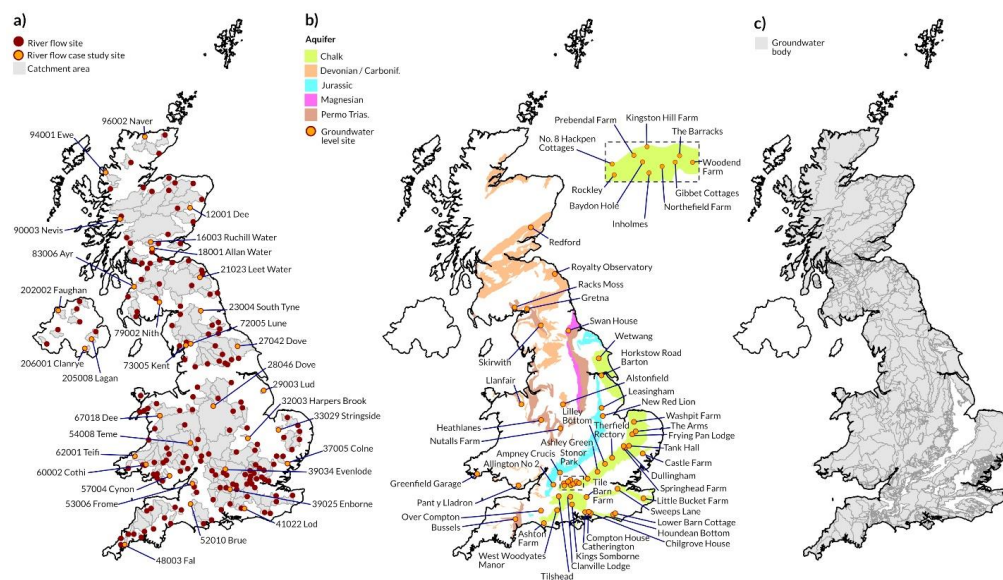 a)
River flow site
River flow case study site
Catchment area
96002 Naver
94001 Ewe
12001 Dee
90003 Nevis
16003 Ruchill Water
18001 Allan Water
83006 Ayr
21023 Leet Water
202002 Faughan
23004 South Tyne
79002 Nith
72005 Lune
73005 Kent
27042 Dove
206001 Clanrye
205008 Lagan
28046 Dove
29003 Lud
32003 Harpers Brook
67018 Dee
33029 Stringside
54008 Teme
62001 Teifi
37005 Colne
60002 Cothi
39034 Evenlode
57004 Cynon
39025 Enborne
53006 Frome
41022 Lod
52010 Brue
48003 Fal
b)
Aquifer
Chalk
Devonian / Carbonif.
Jurassic
Magnesian
Permo Trias.
Groundwater
level site
Prebendal Farm
Kingston Hill Farm
No. 8 Hackpen
Cottages
The Barracks
Woodend
Farm
Rockley
Gibbet Cottages
Baydon Hole
Northefield Farm
Inholmes
Redford
Royalty Observatory
Racks Moss
Gretna
Swan House
Wetwang
Skirwith
Horkstow Road
Barton
Llanfair
Alstonfield
Leasingham
Lilley
Bottom
New Red Lion
Therfield
Rectory
Washpit Farm
Heathlanes
The Arms
Nutalls Farm
Frying Pan Lodge
Ashley Green
Stonor
Park
Tank Hall
Ampney Crucis
Castle Farm
Allington No 2
Dullingham
Greenfield Garage
Springhead Farm
Tile
Barn
Farm
Little Bucket Farm
Pant y Lladron
Sweeps Lane
Over Compton
Lower Barn Cottage
Bussels
Houndean Bottom
Ashton
Farm
Compton House
Chilgrove House
Catherington
West Woodyates
Manor
Kings Somborne
Clanville Lodge
Tilshead
c)
Groundwater
body